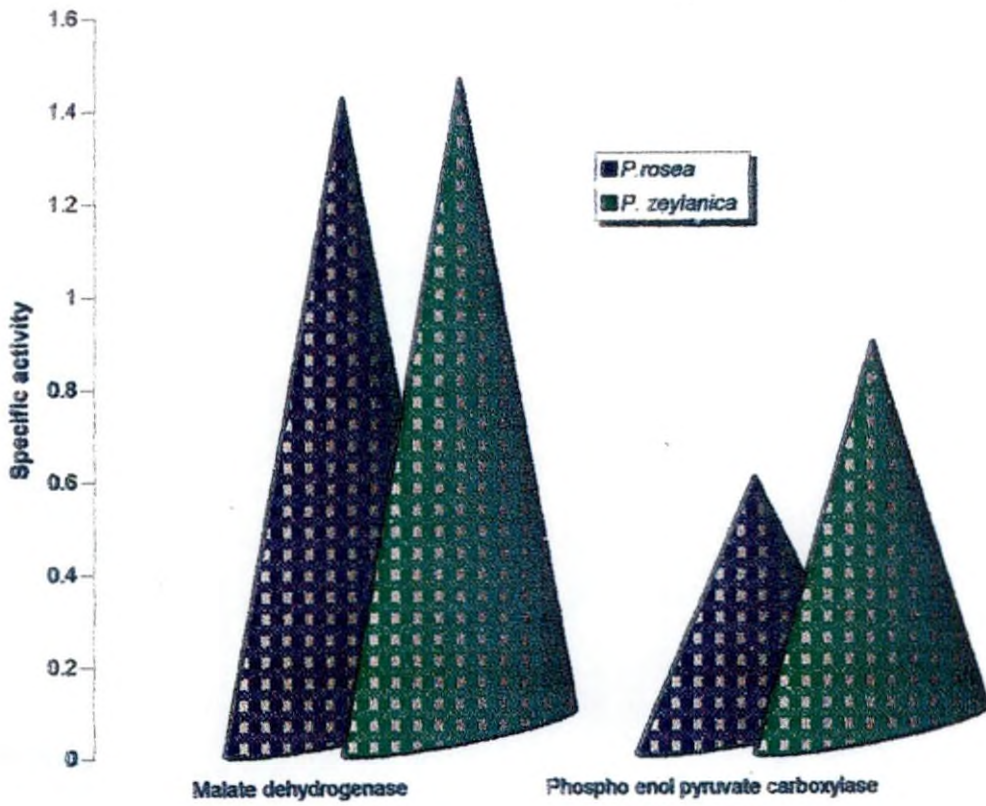 1.6
1.4
1.2
1
0.8
0.6
0.4
0.2
0
Specific activity
P.rosea
P. zeylanica
Malate dehydrogenase
Phospho enol pyruvate carboxylase